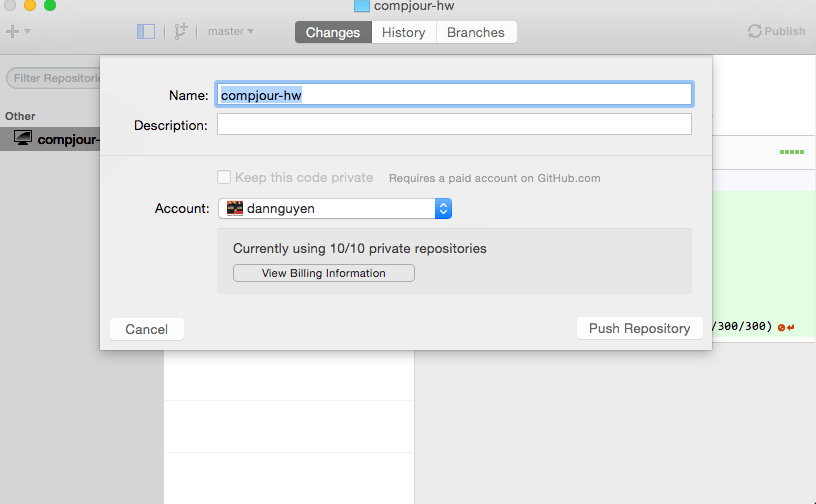 compjour-hw
master
Changes
History
Branches
Publish
Filter Repositorie
Name:
compjour-hw
Description:
Other
compjour-
Keep this code private
Requires a paid account on GitHub.com
Account:
dannguyen
Currently using 10/10 private repositories
View Billing Information
Cancel
Push Repository
/300/300)